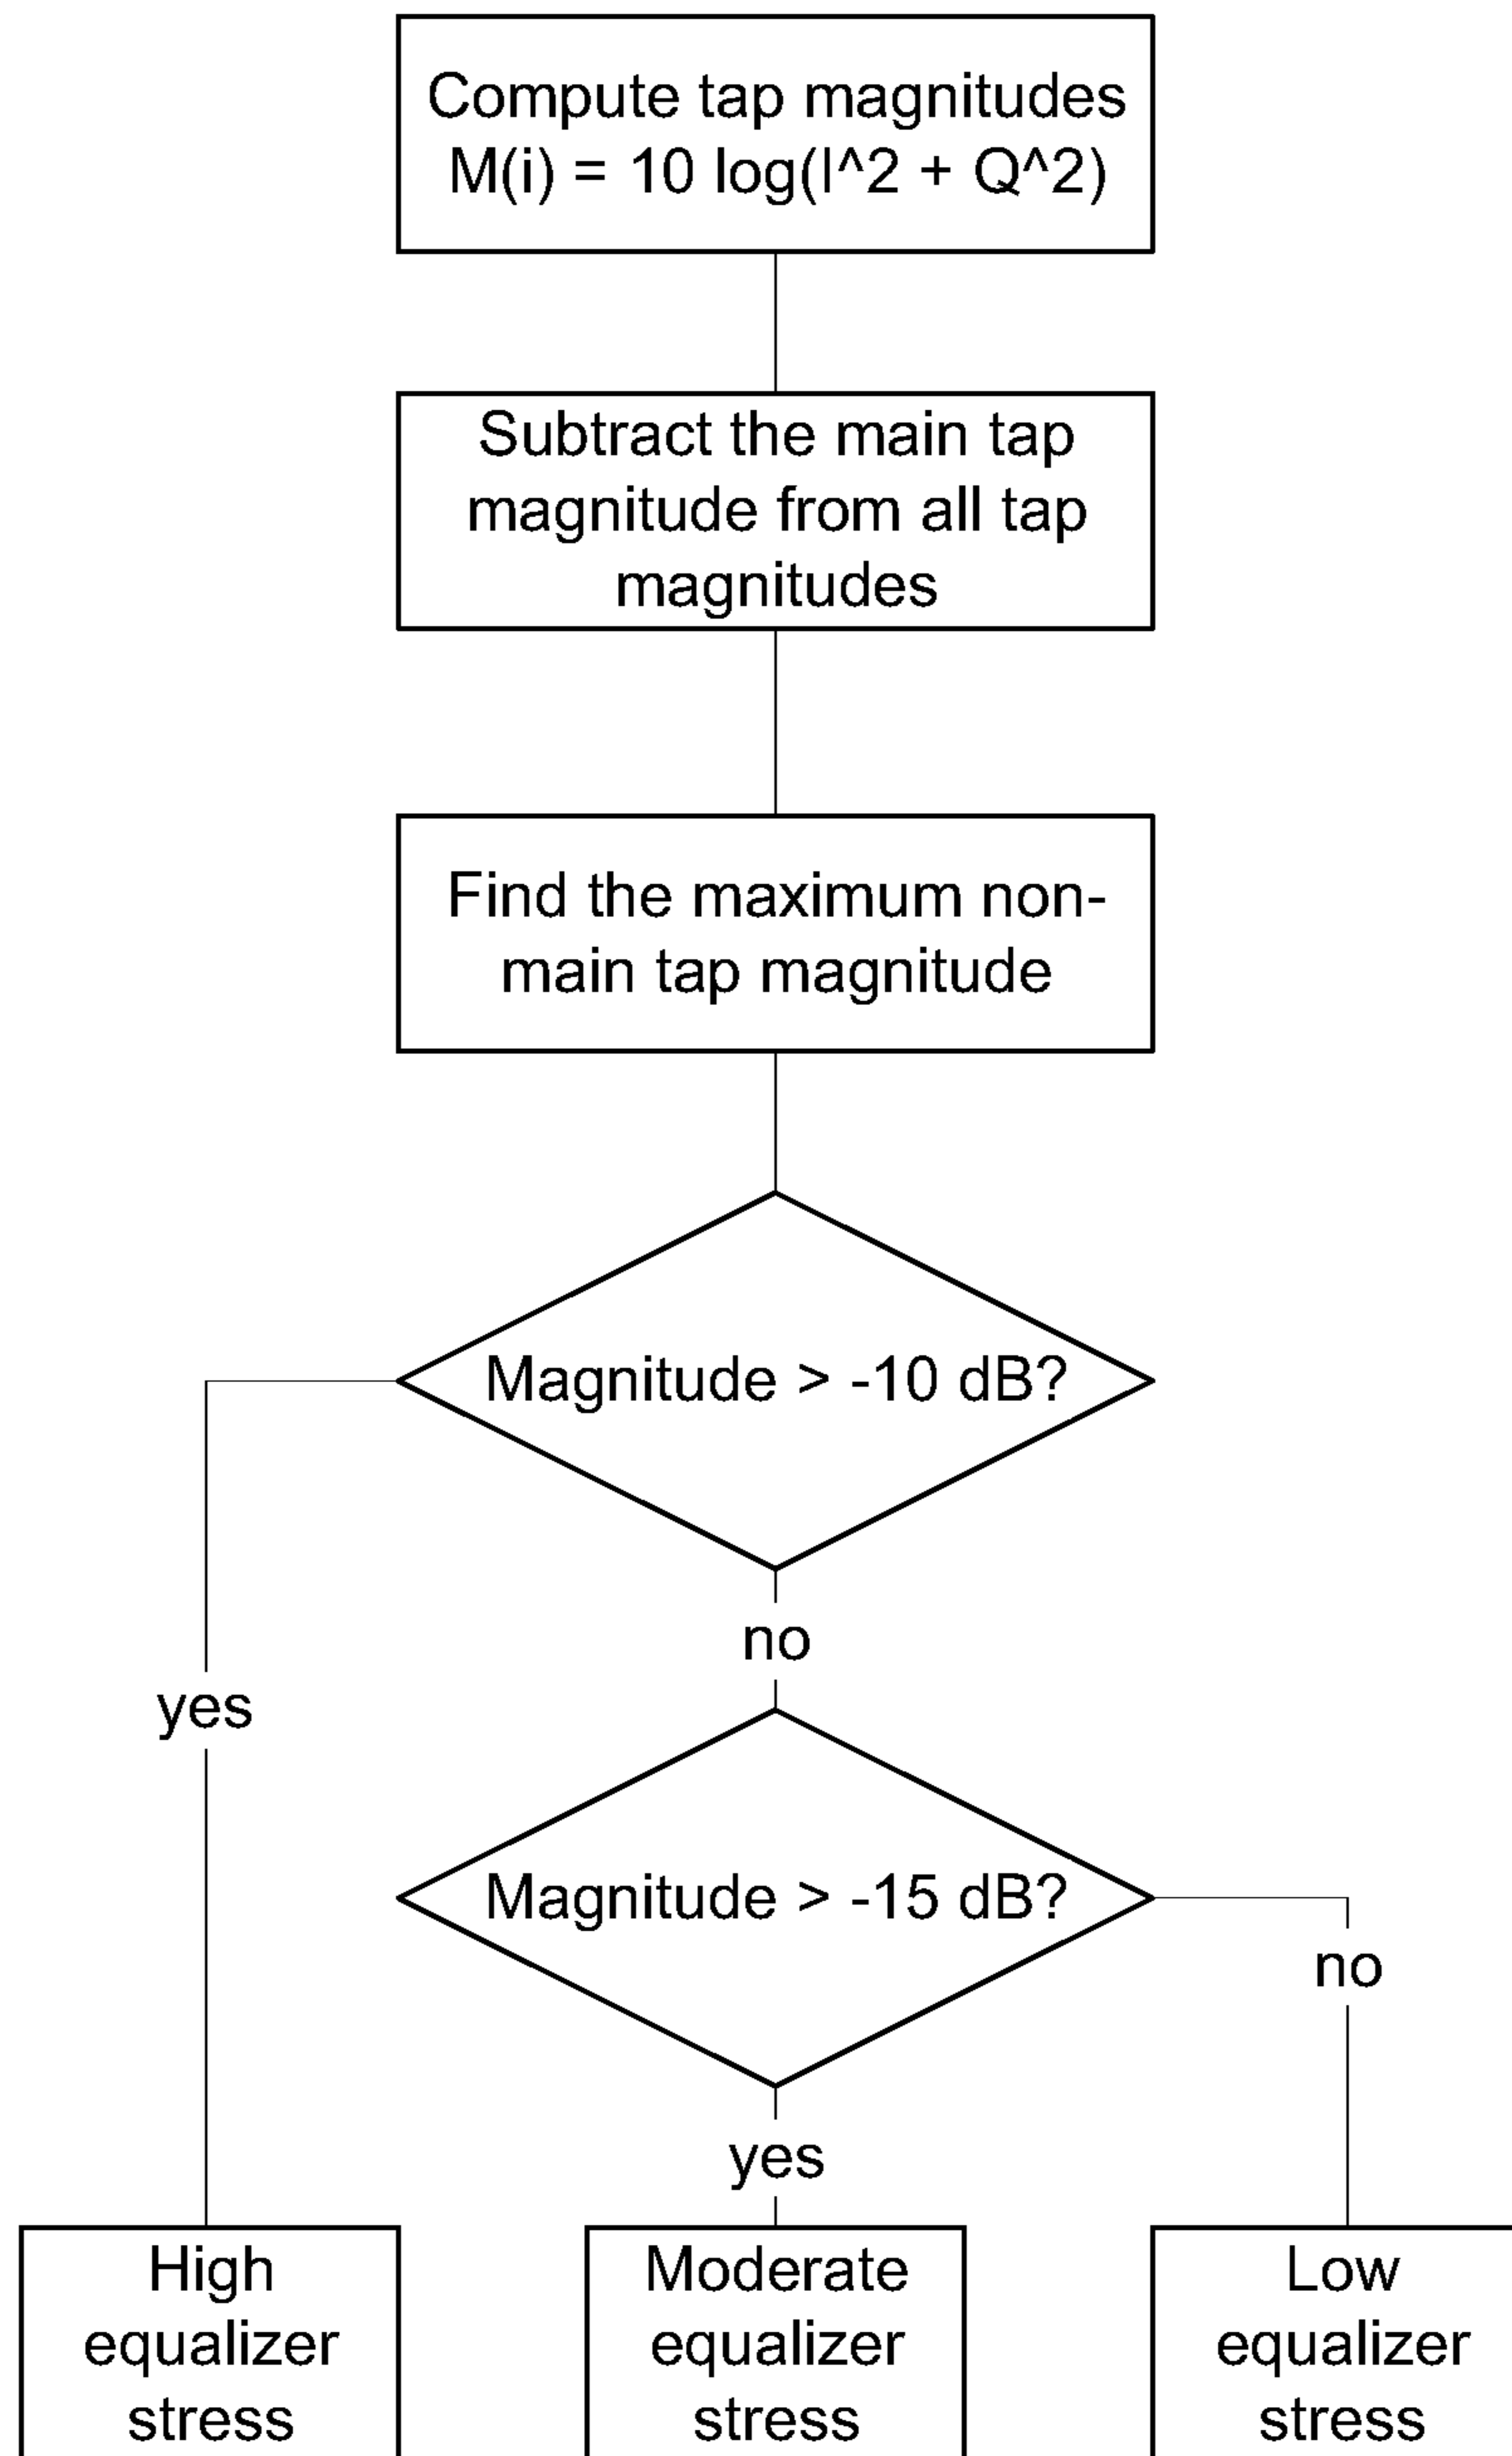 Compute tap magnitudes
M(i) = 10 log(I^2 + Q^2)
Subtract the main tap
magnitude from all tap
magnitudes
Find the maximum non-
main tap magnitude
Magnitude > -10 dB?
no
yes
Magnitude > -15 dB?
no
yes
High
equalizer
stress
Moderate
equalizer
stress
Low
equalizer
stress